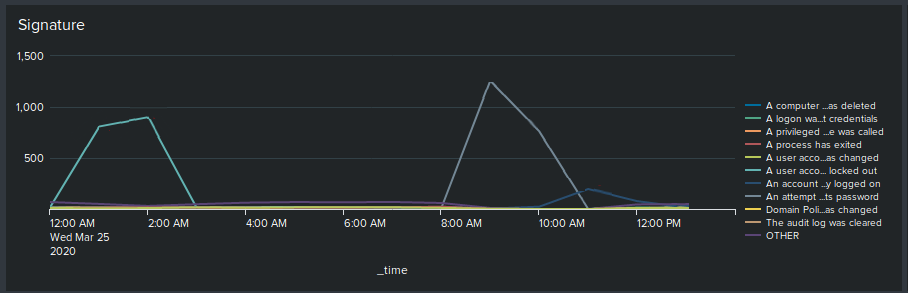 Signature
1,500
1,000
500
12:00 AM
Wed Mar 25
2020
2:00 AM
4:00 AM
6:00 AM
8:00 AM
10:00 AM
12:00 PM
_time
A computer ...as deleted
A logon wa...t credentials
A privileged ...e was called
A process has exited
A user acco...as changed
A user acco... locked out
An account ...y logged on
An attempt ...ts password
Domain Poli...as changed
The audit log was cleared
OTHER